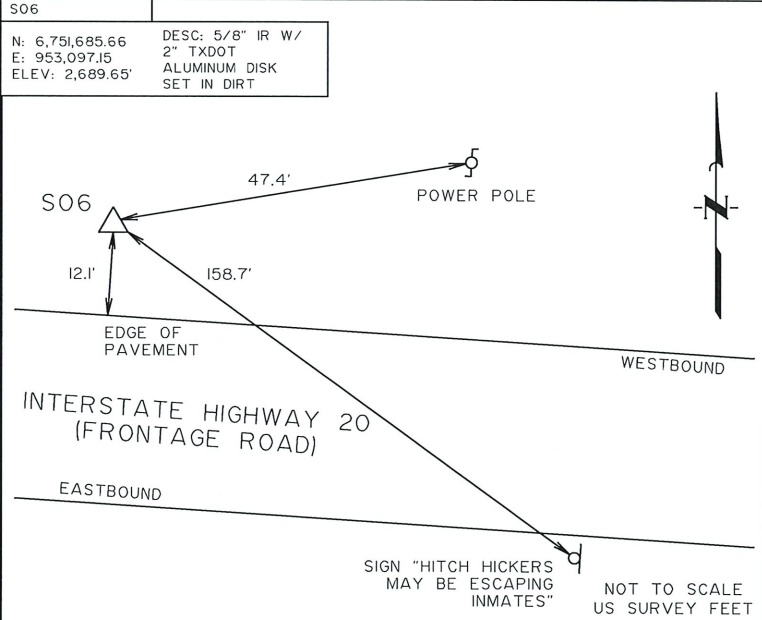 S06
N: 6,751,685.66
E: 953,097.15
ELEV: 2,689.65'
DESC: 5/8" IR W/
2" TXDOT
ALUMINUM DISK
SET IN DIRT
47.4'
POWER POLE
S06
N
12.1'
158.7'
EDGE OF
PAVEMENT
WESTBOUND
INTERSTATE HIGHWAY 20
(FRONTAGE ROAD)
EASTBOUND
SIGN "HITCH HICKERS
MAY BE ESCAPING
INMATES"
NOT TO SCALE
US SURVEY FEET